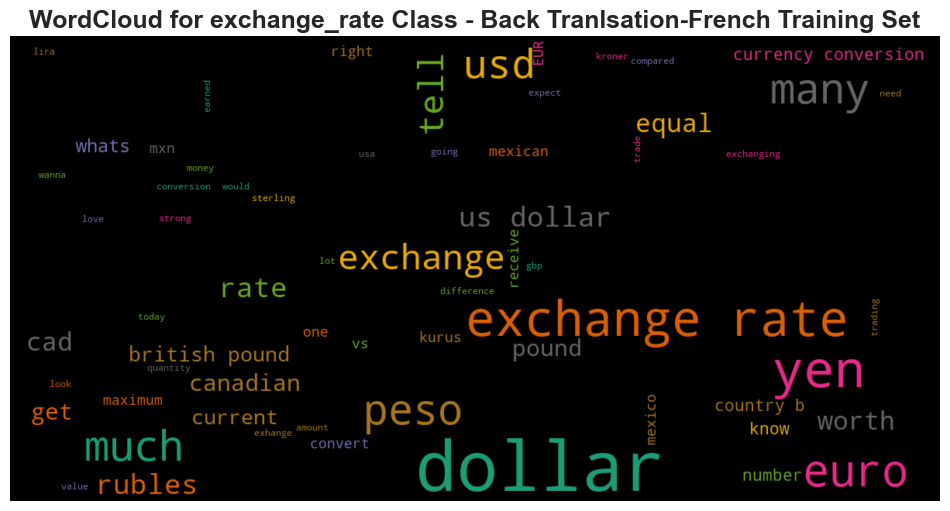 WordCloud for exchange_rate Class - Back Tranlsation-French Training Set
lira
right
usd
EUR
kroner
compared
currency conversion
tell
many
need
earned
expect
equal
whats
mxn
usa
going
mexican
trade
exchanging
wanna
money
conversion
would
sterling
love
strong
us dollar
receive
lot
exchange
gbp
rate
difference
today
one
vs
kurus
exchange rate
trading
cad
british pound
pound
quantity
yen
look
canadian
maximum
get
current
exhange
amount
peso
mexico
country b
worth
know
convert
much
dollar
number
euro
value
rubles